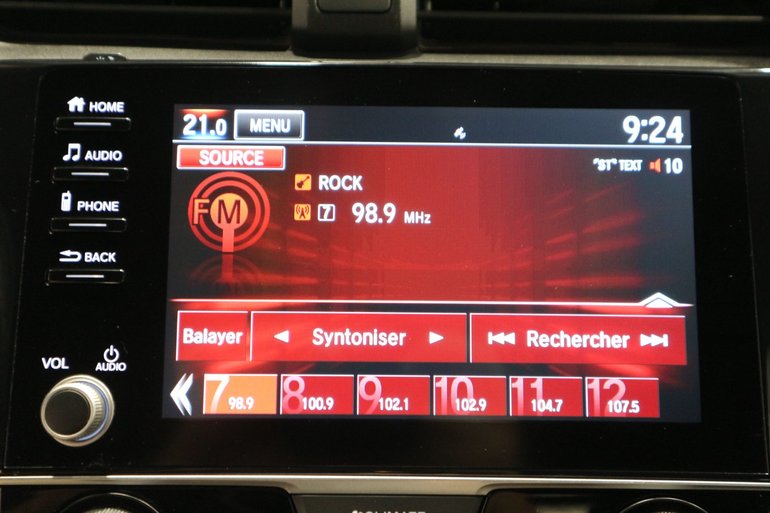 HOME
AUDIO
PHONE
BACK
VOL
AUDIO
21.0 MENU 9:24
SOURCE "ST" TEXT 10
FM ROCK
7 98.9 MHz
Balayer Syntoniser Rechercher
7 98.9 8 100.9 9 102.1 10 102.9 11 104.7 12 107.5